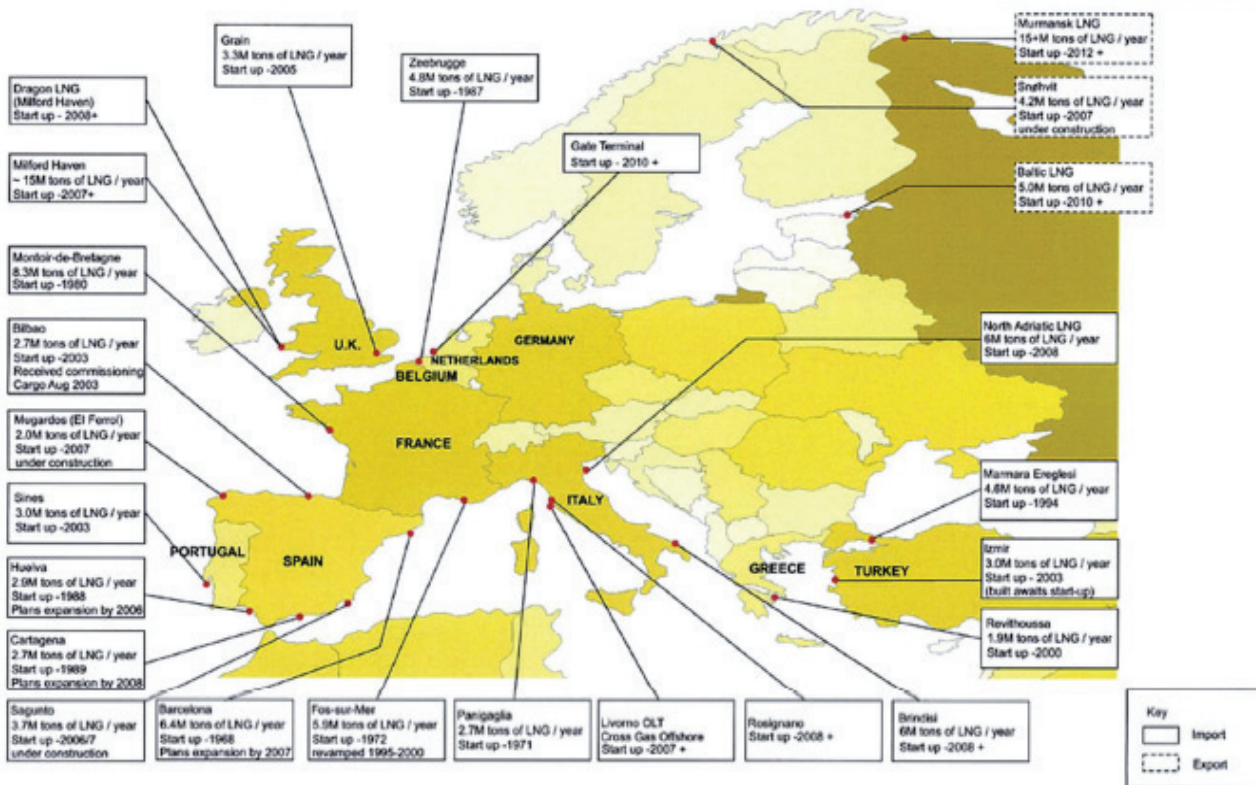 Grain
3.3M tons of LNG / year
Start up -2005
Zeebrugge
4.8M tons of LNG / year
Start up -1987
Murmansk LNG
15+M tons of LNG / year
Start up -2012 +
Dragon LNG
(Milford Haven)
Start up - 2008+
Snøhvit
4.2M tons of LNG / year
Start up -2007
under construction
Gate Terminal
Start up - 2010 +
Milford Haven
~ 15M tons of LNG / year
Start up -2007+
Baltic LNG
5.0M tons of LNG / year
Start up -2010 +
Montoir-de-Bretagne
8.3M tons of LNG / year
Start up -1980
Bilbao
2.7M tons of LNG / year
Start up -2003
Received commissioning
Cargo Aug 2003
North Adriatic LNG
6M tons of LNG / year
Start up -2008
U.K.
NETHERLANDS
GERMANY
BELGIUM
FRANCE
ITALY
PORTUGAL
SPAIN
GREECE
TURKEY
Mugardos (El Ferrol)
2.0M tons of LNG / year
Start up -2007
under construction
Sines
3.0M tons of LNG / year
Start up -2003
Marmara Ereglesi
4.6M tons of LNG / year
Start up -1994
Izmir
3.0M tons of LNG / year
Start up - 2003
(built awaits start-up)
Huelva
2.9M tons of LNG / year
Start up -1988
Plans expansion by 2006
Revithoussa
1.9M tons of LNG / year
Start up -2000
Cartagena
2.7M tons of LNG / year
Start up -1989
Plans expansion by 2008
Sagunto
3.7M tons of LNG / year
Start up -2006/7
under construction
Barcelona
6.4M tons of LNG / year
Start up -1968
Plans expansion by 2007
Fos-sur-Mer
5.9M tons of LNG / year
Start up -1972
revamped 1995-2000
Panigaglia
2.7M tons of LNG / year
Start up -1971
Livorno OLT
Cross Gas Offshore
Start up -2007 +
Rosignano
Start up -2008 +
Brindisi
6M tons of LNG / year
Start up -2008 +
Key
Import
Export